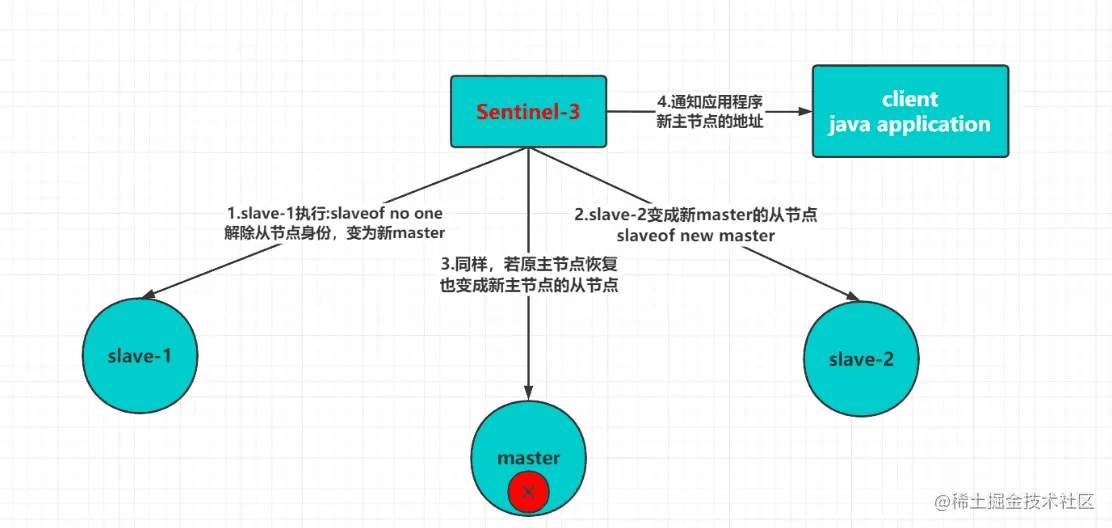 Sentinel-3
4.通知应用程序
新主节点的地址
client
java application
1.slave-1执行:slaveof no one
解除从节点身份，变为新master
2.slave-2变成新master的从节点
slaveof new master
3.同样，若原主节点恢复
也变成新主节点的从节点
slave-1
slave-2
master
@稀土掘金技术社区